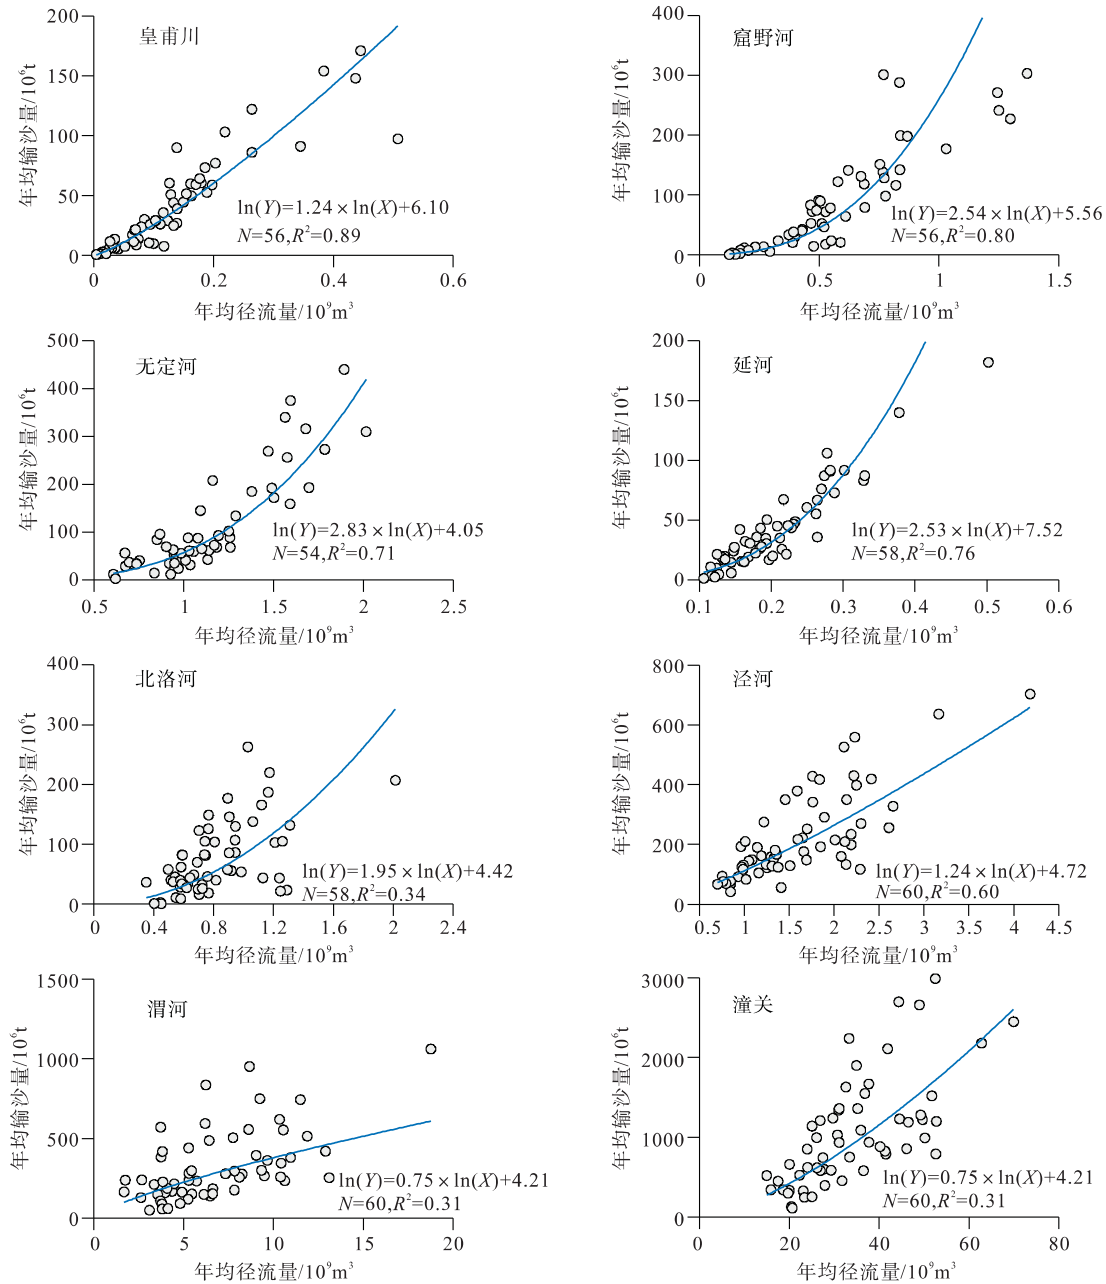 皇甫川
年均输沙量/10⁶t
200
150
100
50
0
ln(Y)=1.24×ln(X)+6.10
N=56,R²=0.89
0 0.2 0.4 0.6
年均径流量/10⁹m³
窟野河
年均输沙量/10⁶t
400
300
200
100
0
ln(Y)=2.54×ln(X)+5.56
N=56,R²=0.80
0 0.5 1 1.5
年均径流量/10⁹m³
无定河
年均输沙量/10⁶t
500
400
300
200
100
0
ln(Y)=2.83×ln(X)+4.05
N=54,R²=0.71
0.5 1 1.5 2 2.5
年均径流量/10⁹m³
延河
年均输沙量/10⁶t
200
150
100
50
0
ln(Y)=2.53×ln(X)+7.52
N=58,R²=0.76
0.1 0.2 0.3 0.4 0.5 0.6
年均径流量/10⁹m³
北洛河
年均输沙量/10⁶t
400
300
200
100
0
ln(Y)=1.95×ln(X)+4.42
N=58,R²=0.34
0 0.4 0.8 1.2 1.6 2 2.4
年均径流量/10⁹m³
泾河
年均输沙量/10⁶t
800
600
400
200
0
ln(Y)=1.24×ln(X)+4.72
N=60,R²=0.60
0.5 1 1.5 2 2.5 3 3.5 4 4.5
年均径流量/10⁹m³
渭河
年均输沙量/10⁶t
1500
1000
500
0
ln(Y)=0.75×ln(X)+4.21
N=60,R²=0.31
0 5 10 15 20
年均径流量/10⁹m³
潼关
年均输沙量/10⁶t
3000
2000
1000
0
ln(Y)=0.75×ln(X)+4.21
N=60,R²=0.31
0 20 40 60 80
年均径流量/10⁹m³